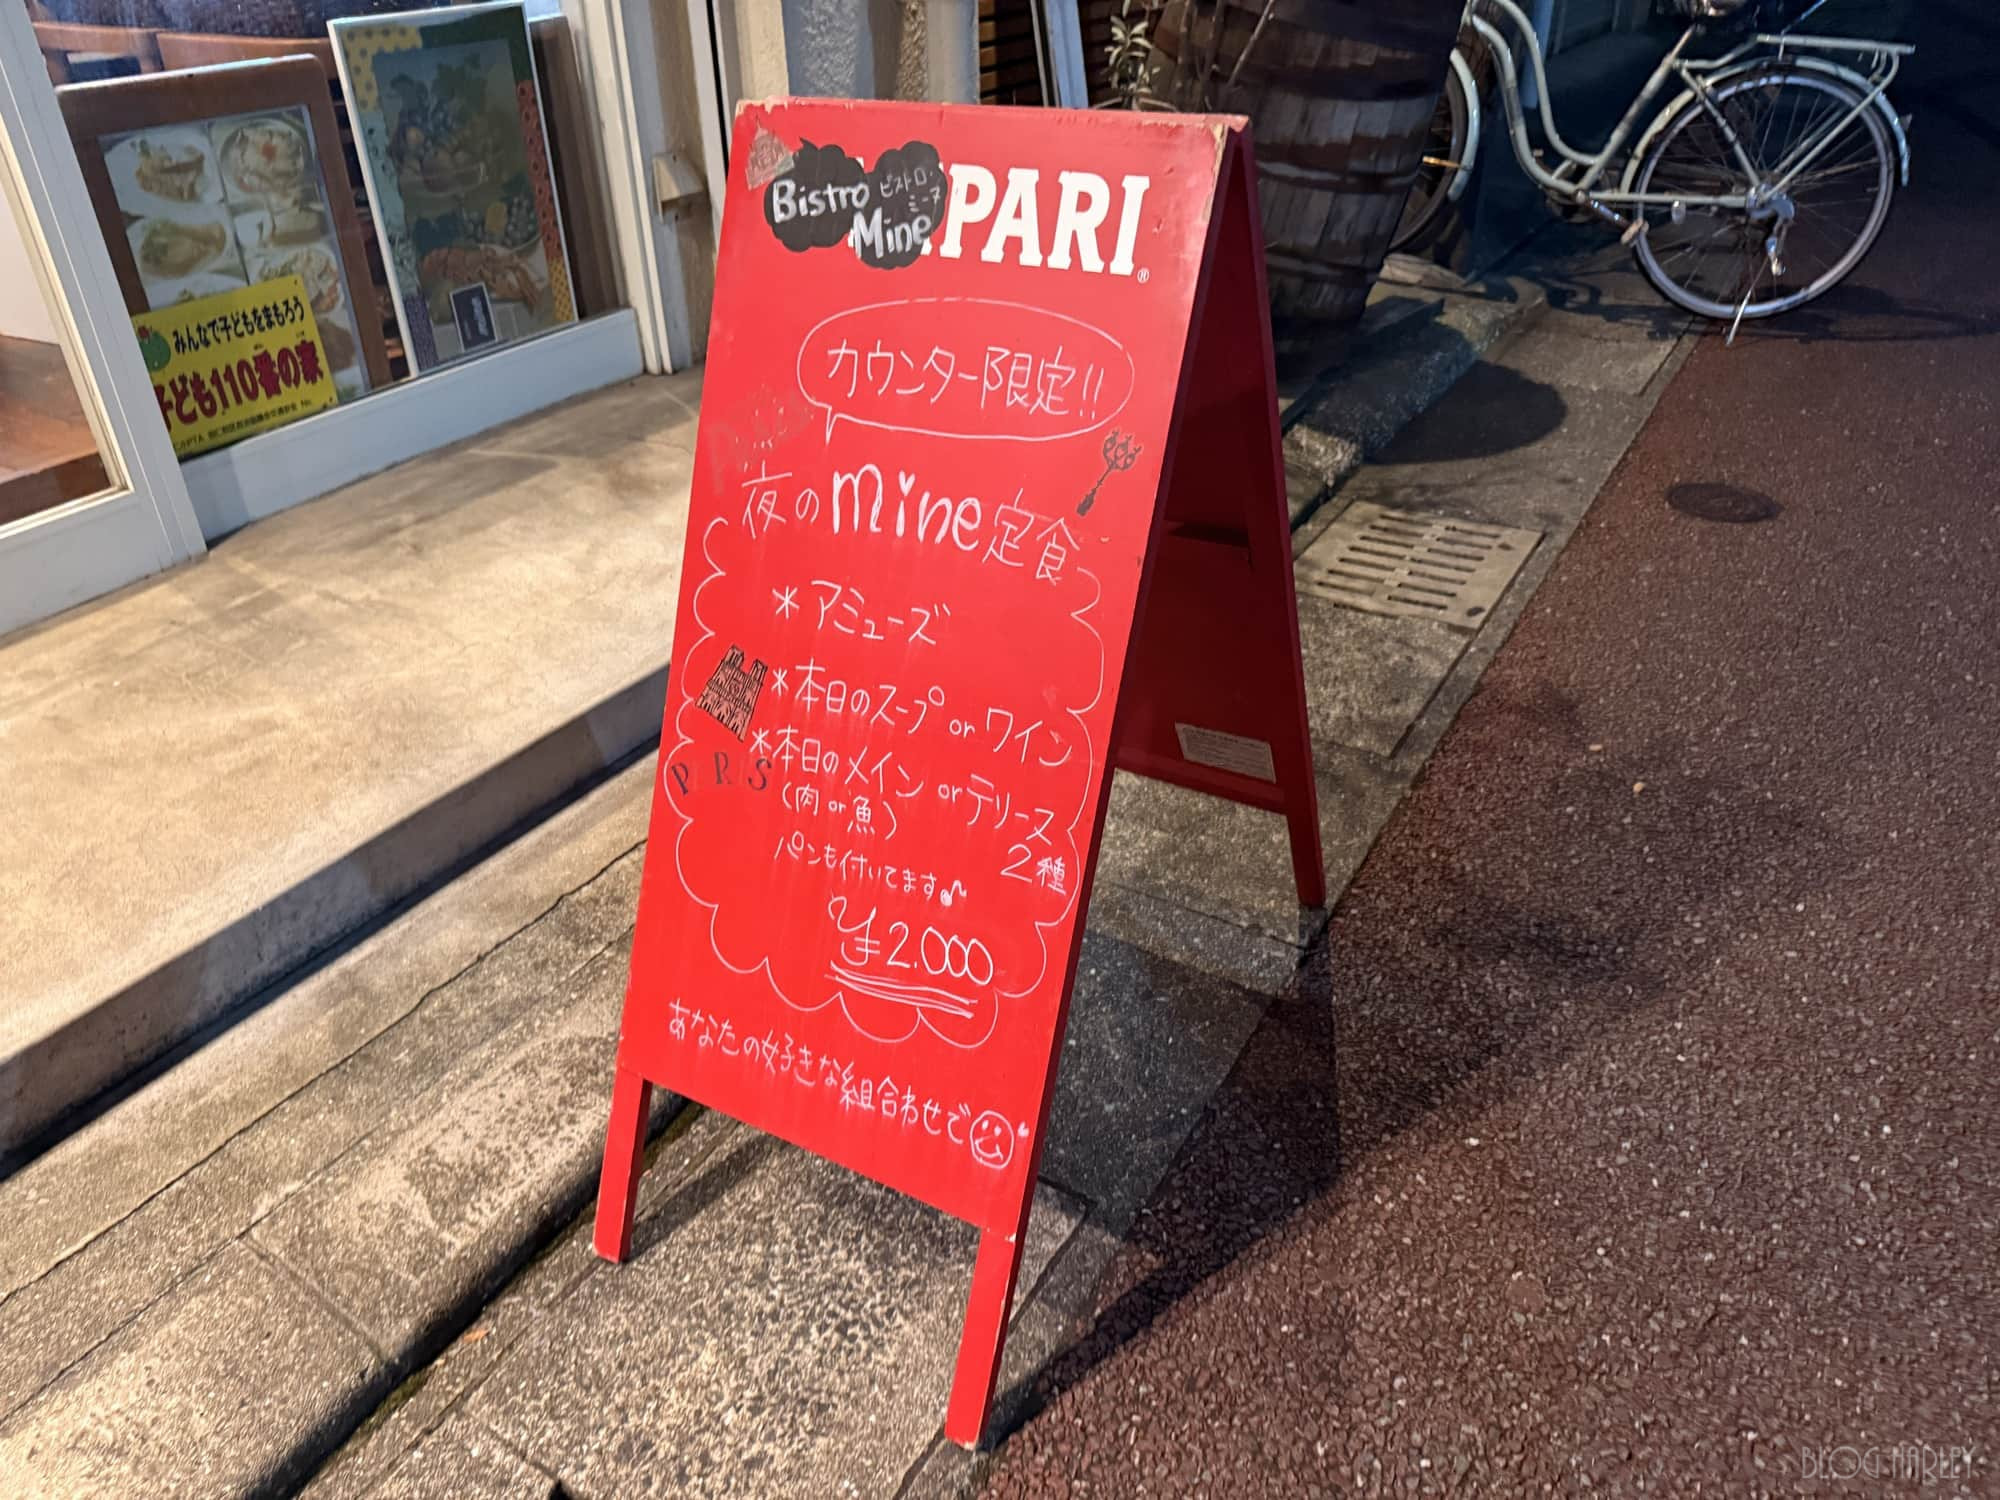 Bistro ビストロ・
Mine ミーヌ
PARI®
カウンター限定!!
夜のmine定食
*アミューズ
*本日のスープ or ワイン
*本日のメイン or テリーヌ
(肉 or 魚) 2種
パンも付いてます♪
¥2.000
あなたの好きな組合わせで
P R S
みんなで子どもをまもろう
子ども110番の家
BLOG HARLEY